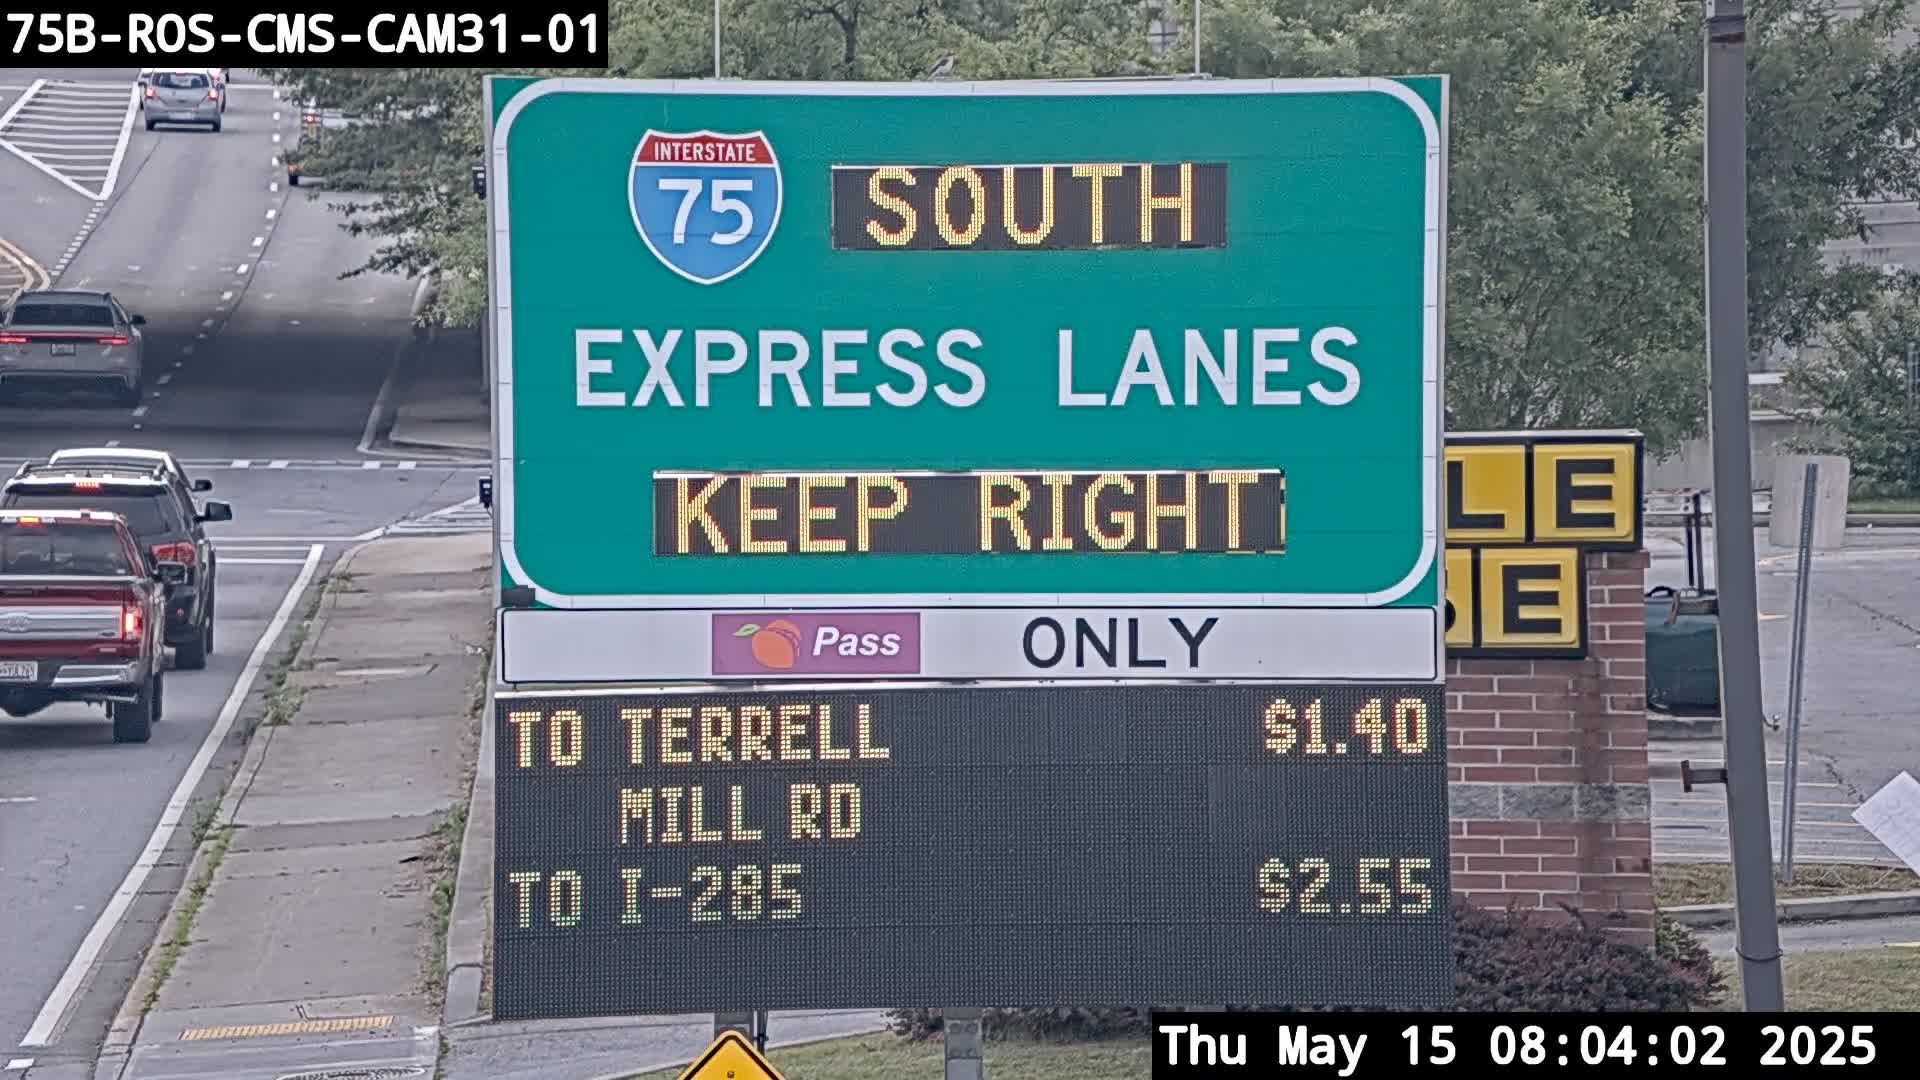 75B-ROS-CMS-CAM31-01
INTERSTATE
75
SOUTH
EXPRESS LANES
KEEP RIGHT
Pass ONLY
TO TERRELL $1.40
MILL RD
TO I-285 $2.55
LE
E
Thu May 15 08:04:02 2025